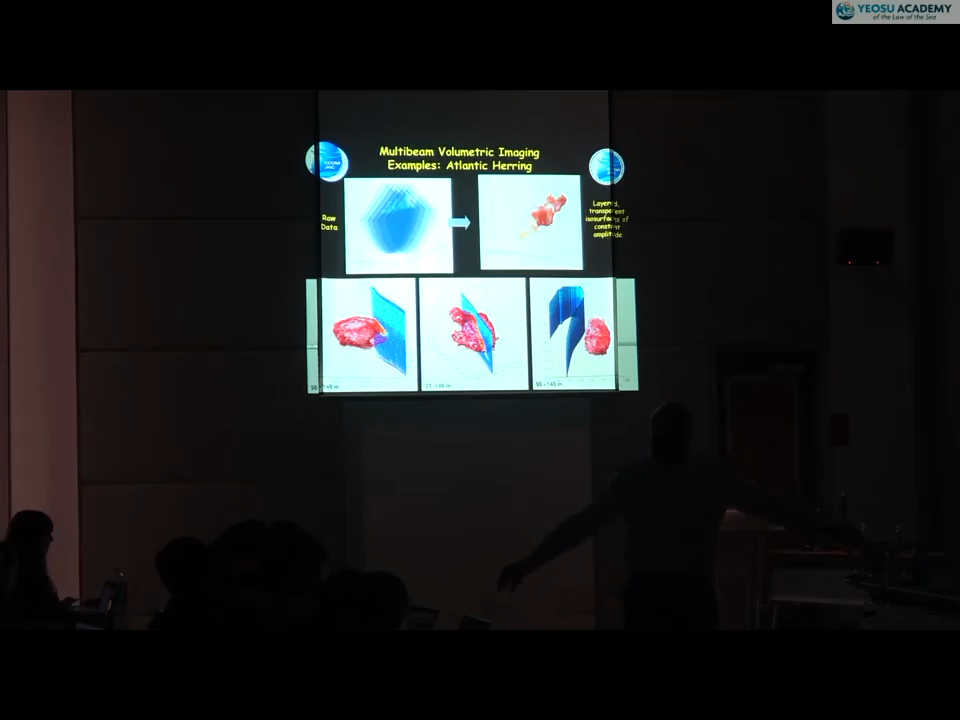 YEOSU ACADEMY
of the Law of the Sea
Multibeam Volumetric Imaging
Examples: Atlantic Herring
Raw
Data
Layered,
transparent
isosurfaces of
constant
amplitude